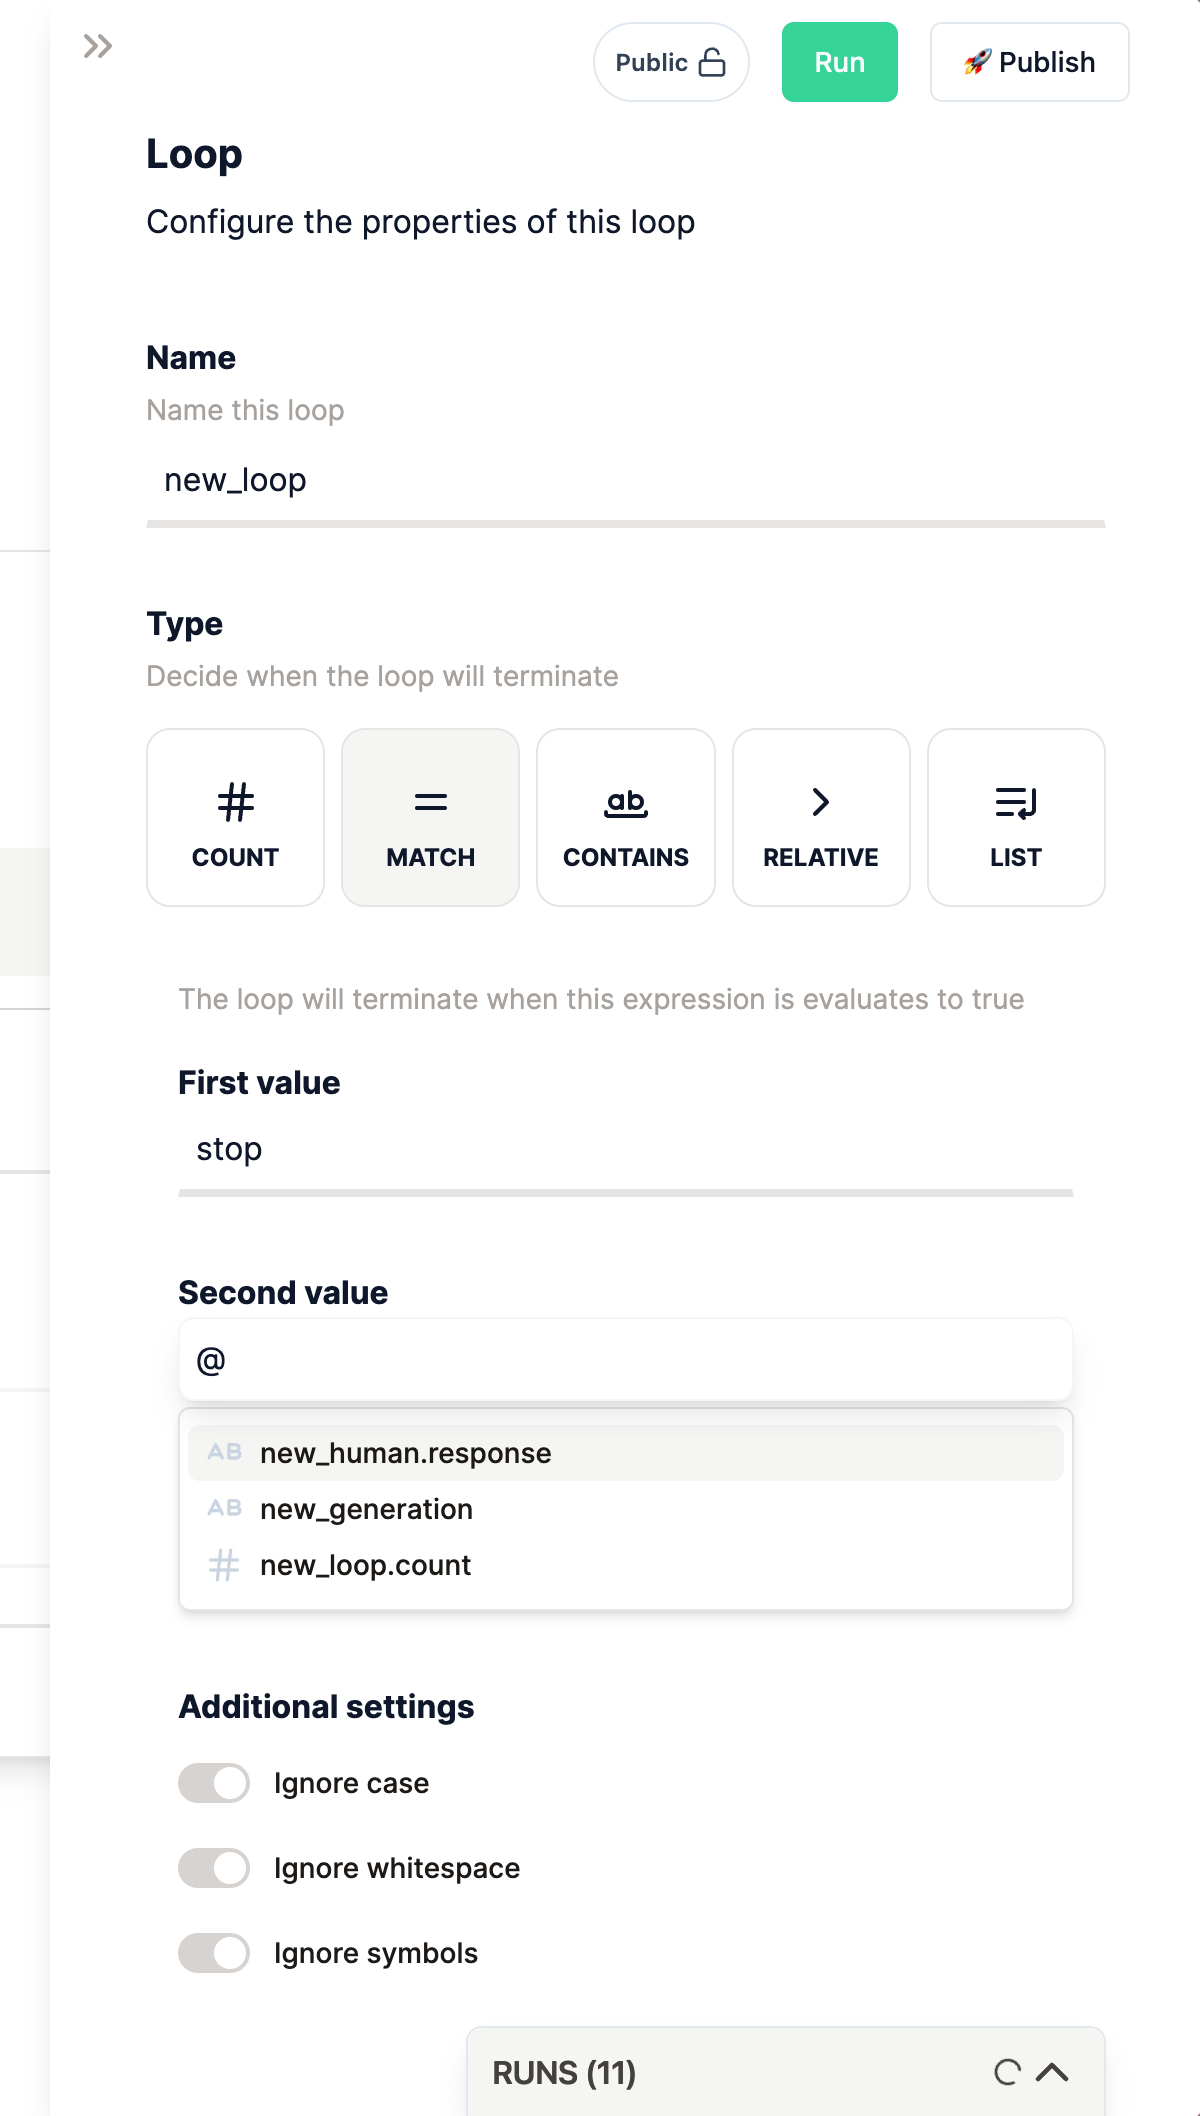 Public
Run
🚀 Publish
Loop
Configure the properties of this loop
Name
Name this loop
new_loop
Type
Decide when the loop will terminate
COUNT
MATCH
ab
CONTAINS
RELATIVE
LIST
The loop will terminate when this expression is evaluates to true
First value
stop
Second value
@
AB new_human.response
AB new_generation
# new_loop.count
Additional settings
Ignore case
Ignore whitespace
Ignore symbols
RUNS (11)